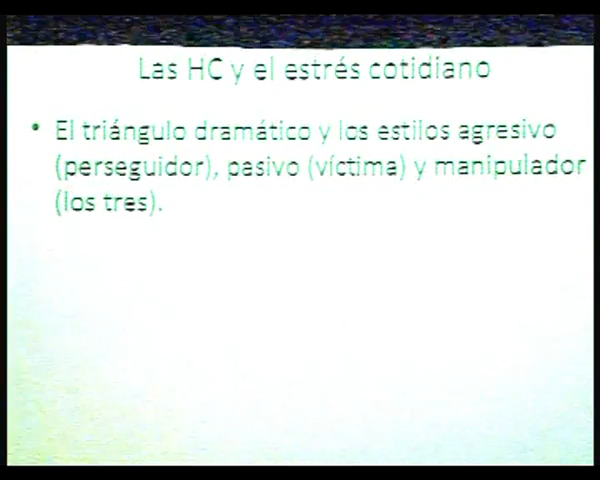 Las HC y el estrés cotidiano
• El triángulo dramático y los estilos agresivo
(perseguidor), pasivo (víctima) y manipulador
(los tres).